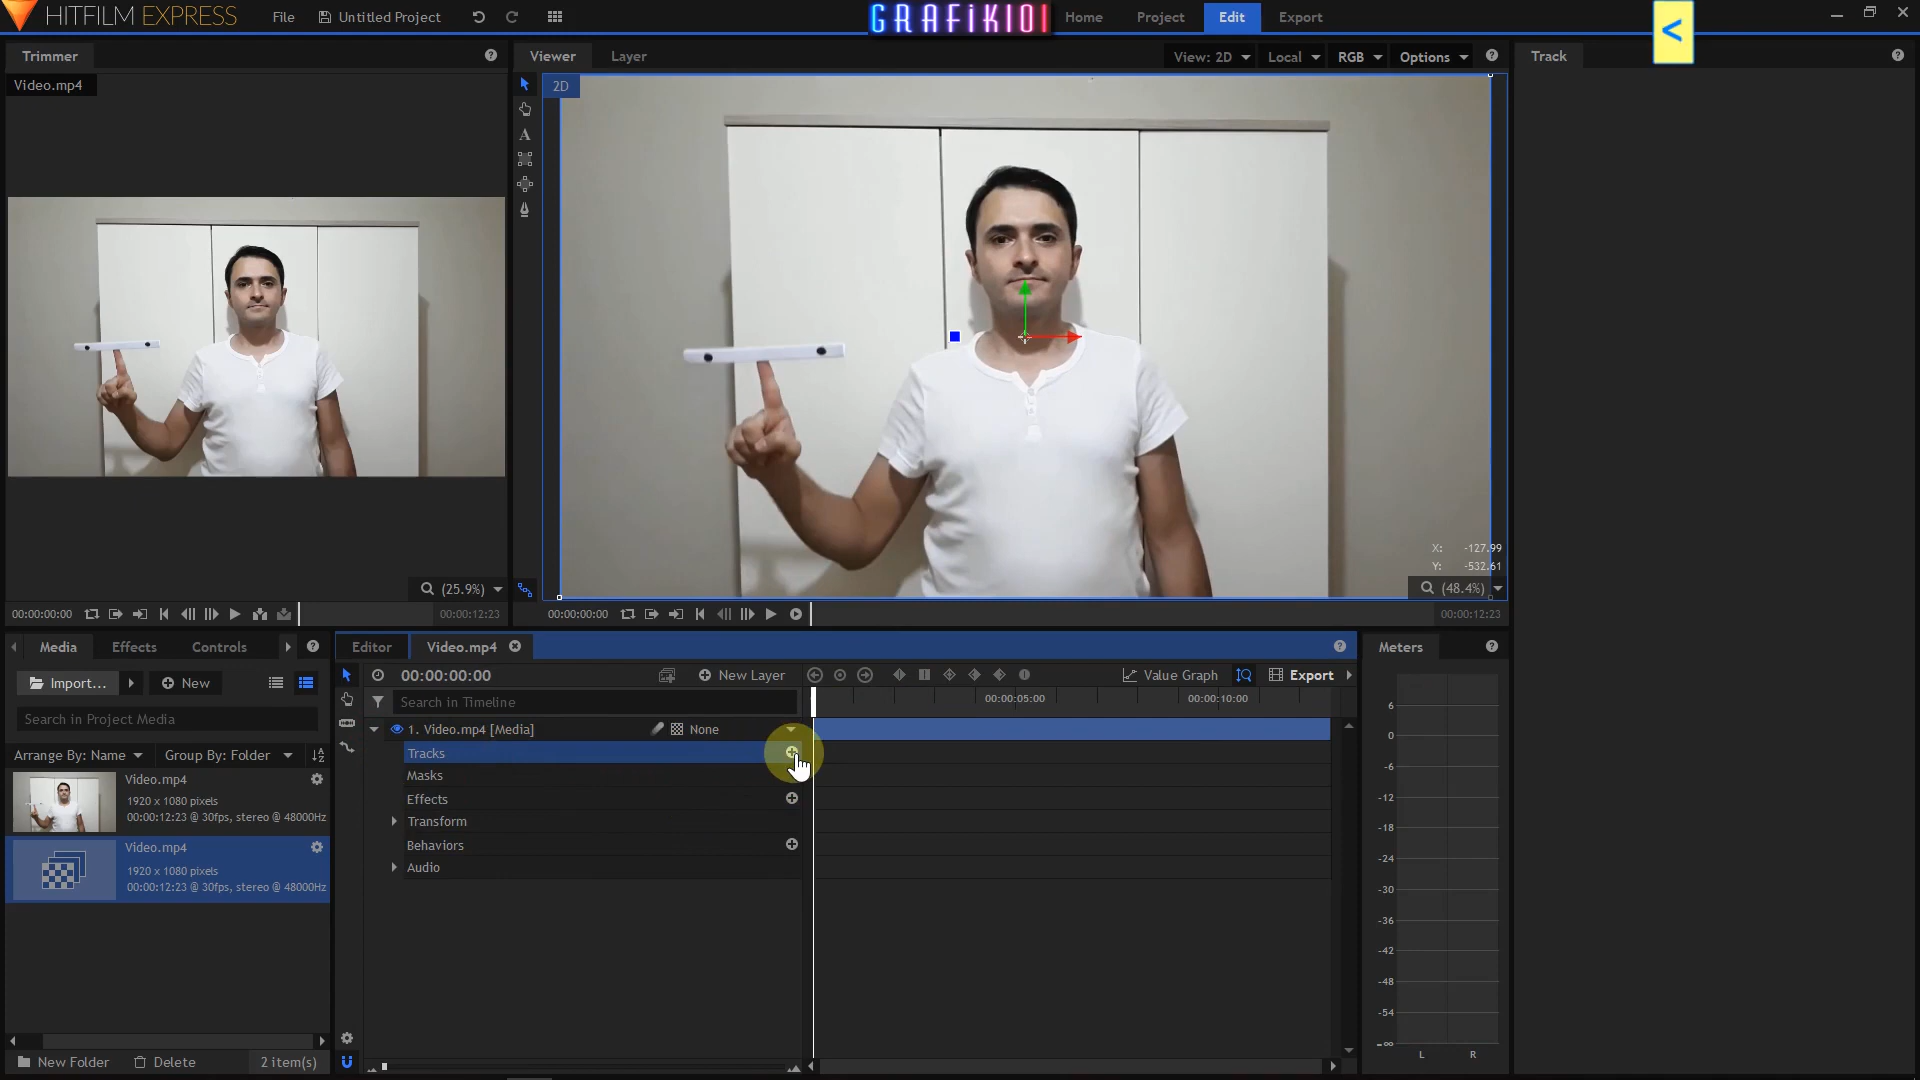 HITFILM EXPRESS
File
Untitled Project
GRAFiK101
Home
Project
Edit
Export
<
Trimmer
Viewer
Layer
View: 2D
Local
RGB
Options
Track
Video.mp4
2D
X: -127.99
Y: -532.61
(25.9%)
(48.4%)
00:00:00:00
00:00:12:23
00:00:00:00
00:00:12:23
Media
Effects
Controls
Editor
Video.mp4
Meters
Import...
New
00:00:00:00
New Layer
Value Graph
Export
Search in Project Media
Search in Timeline
00:00:05:00
00:00:10:00
Arrange By: Name
Group By: Folder
1. Video.mp4 [Media]
None
Tracks
Masks
Effects
Transform
Behaviors
Audio
Video.mp4
1920 x 1080 pixels
00:00:12:23 @ 30fps, stereo @ 48000Hz
Video.mp4
1920 x 1080 pixels
00:00:12:23 @ 30fps, stereo @ 48000Hz
6
0
-6
-12
-18
-24
-30
-36
-42
-48
-54
-∞
L
R
New Folder
Delete
2 item(s)